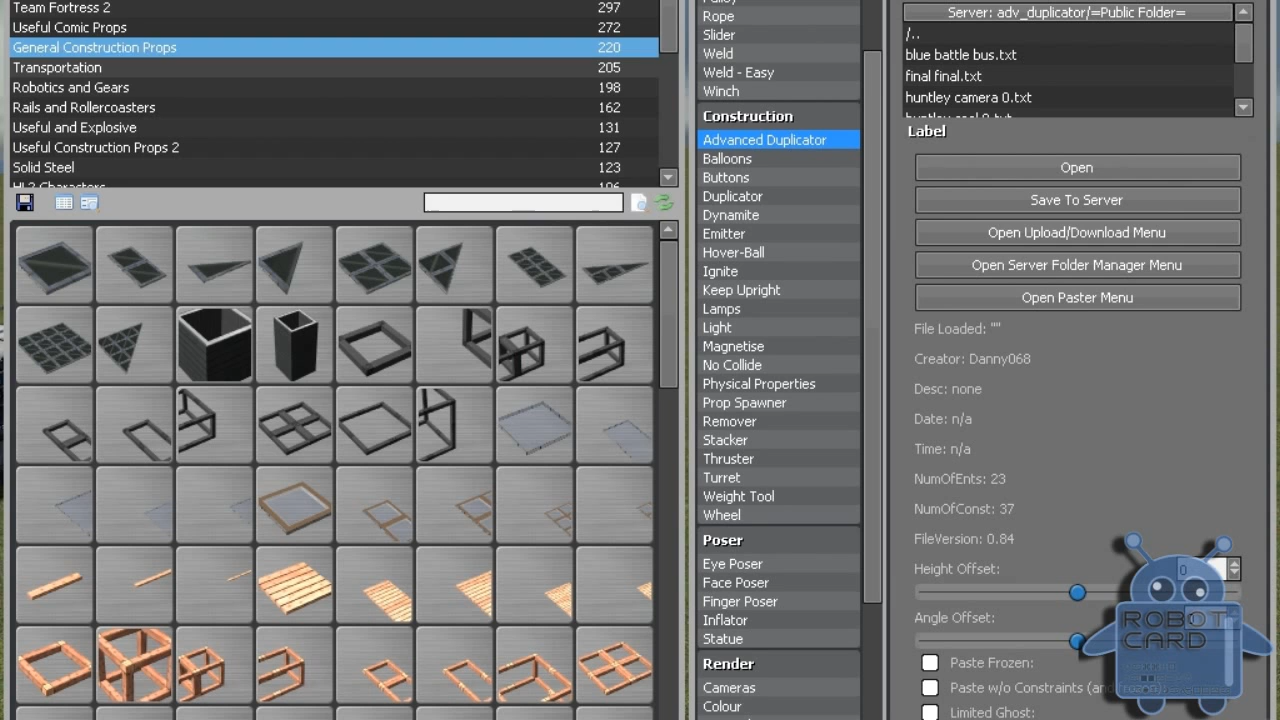 Team Fortress 2 297
Useful Comic Props 272
General Construction Props 220
Transportation 205
Robotics and Gears 198
Rails and Rollercoasters 162
Useful and Explosive 131
Useful Construction Props 2 127
Solid Steel 123
HL2 Characters 106
Rope
Slider
Weld
Weld - Easy
Winch
Construction
Advanced Duplicator
Balloons
Buttons
Duplicator
Dynamite
Emitter
Hover-Ball
Ignite
Keep Upright
Lamps
Light
Magnetise
No Collide
Physical Properties
Prop Spawner
Remover
Stacker
Thruster
Turret
Weight Tool
Wheel
Poser
Eye Poser
Face Poser
Finger Poser
Inflator
Statue
Render
Cameras
Colour
Server: adv_duplicator/=Public Folder=
/..
blue battle bus.txt
final final.txt
huntley camera 0.txt
Label
Open
Save To Server
Open Upload/Download Menu
Open Server Folder Manager Menu
Open Paster Menu
File Loaded: ""
Creator: Danny068
Desc: none
Date: n/a
Time: n/a
NumOfEnts: 23
NumOfConst: 37
FileVersion: 0.84
Height Offset: 0
Angle Offset:
Paste Frozen:
Paste w/o Constraints (and frozen)
Limited Ghost:
ROBOT
CARD